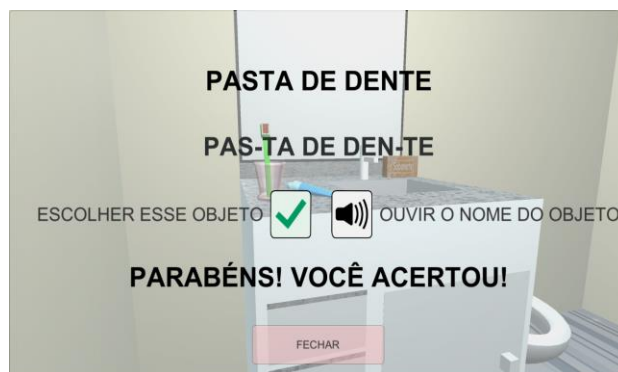 PASTA DE DENTE
PAS-TA DE DEN-TE
ESCOLHER ESSE OBJETO OUVIR O NOME DO OBJETO
PARABÉNS! VOCÊ ACERTOU!
FECHAR